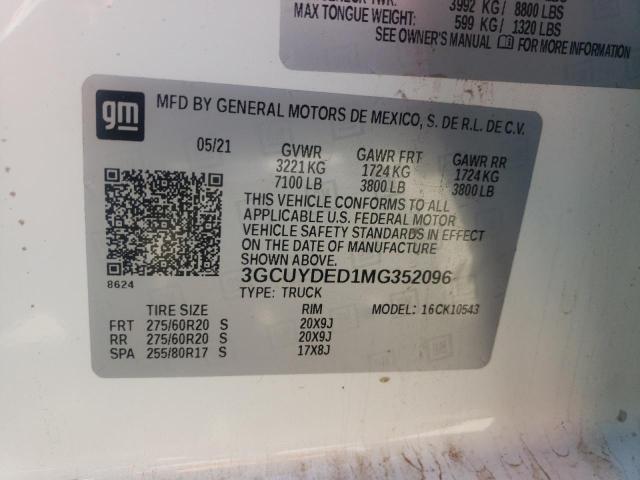 3992 KG/ 8800 LBS
MAX TONGUE WEIGHT: 599 KG/ 1320 LBS
SEE OWNER'S MANUAL FOR MORE INFORMATION
gm
MFD BY GENERAL MOTORS DE MEXICO, S. DE R.L. DE C.V.
05/21 GVWR GAWR FRT GAWR RR
3221 KG 1724 KG 1724 KG
7100 LB 3800 LB 3800 LB
THIS VEHICLE CONFORMS TO ALL
APPLICABLE U.S. FEDERAL MOTOR
VEHICLE SAFETY STANDARDS IN EFFECT
ON THE DATE OF MANUFACTURE
SHOWN ABOVE.
8624
3GCUYDED1MG352096
TYPE: TRUCK MODEL: 16CK10543
TIRE SIZE RIM
FRT 275/60R20 S 20X9J
RR 275/60R20 S 20X9J
SPA 255/80R17 S 17X8J